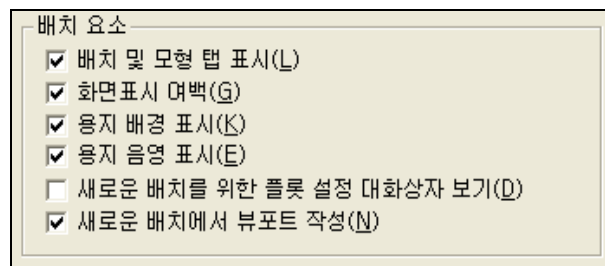 배치 요소
배치 및 모형 탭 표시(L)
화면표시 여백(G)
용지 배경 표시(K)
용지 음영 표시(E)
새로운 배치를 위한 플롯 설정 대화상자 보기(D)
새로운 배치에서 뷰포트 작성(N)